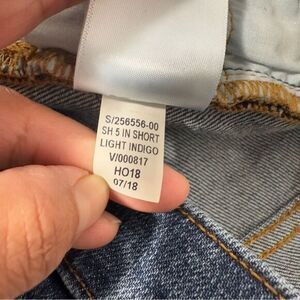 S/256556-00
SH 5 IN SHORT
LIGHT INDIGO
V/000817
HO18
07/18